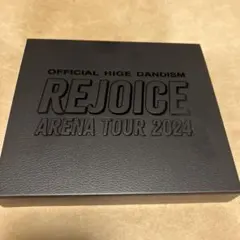 OFFICIAL HIGE DANDISM
REJOICE
ARENA TOUR 2024